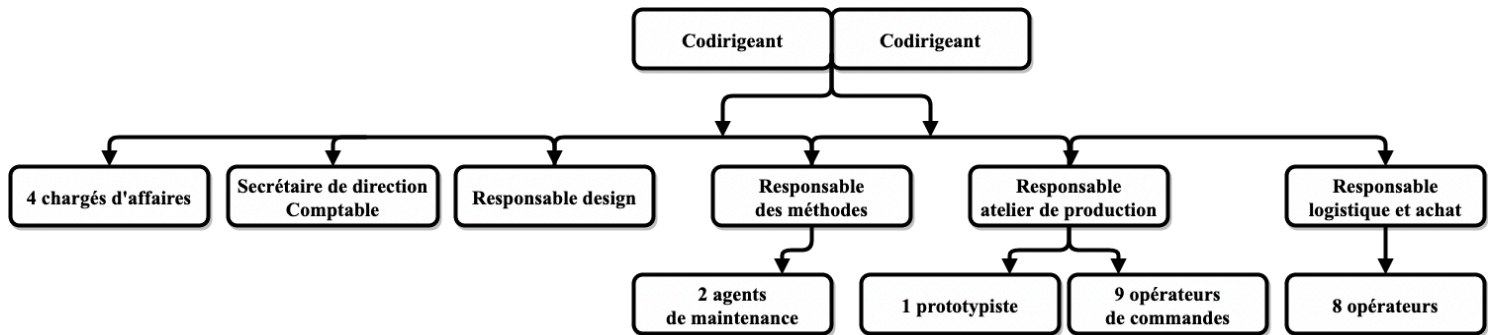 Codirigeant
Codirigeant
4 chargés d'affaires
Secrétaire de direction
Comptable
Responsable design
Responsable
des méthodes
Responsable
atelier de production
Responsable
logistique et achat
2 agents
de maintenance
1 prototypiste
9 opérateurs
de commandes
8 opérateurs